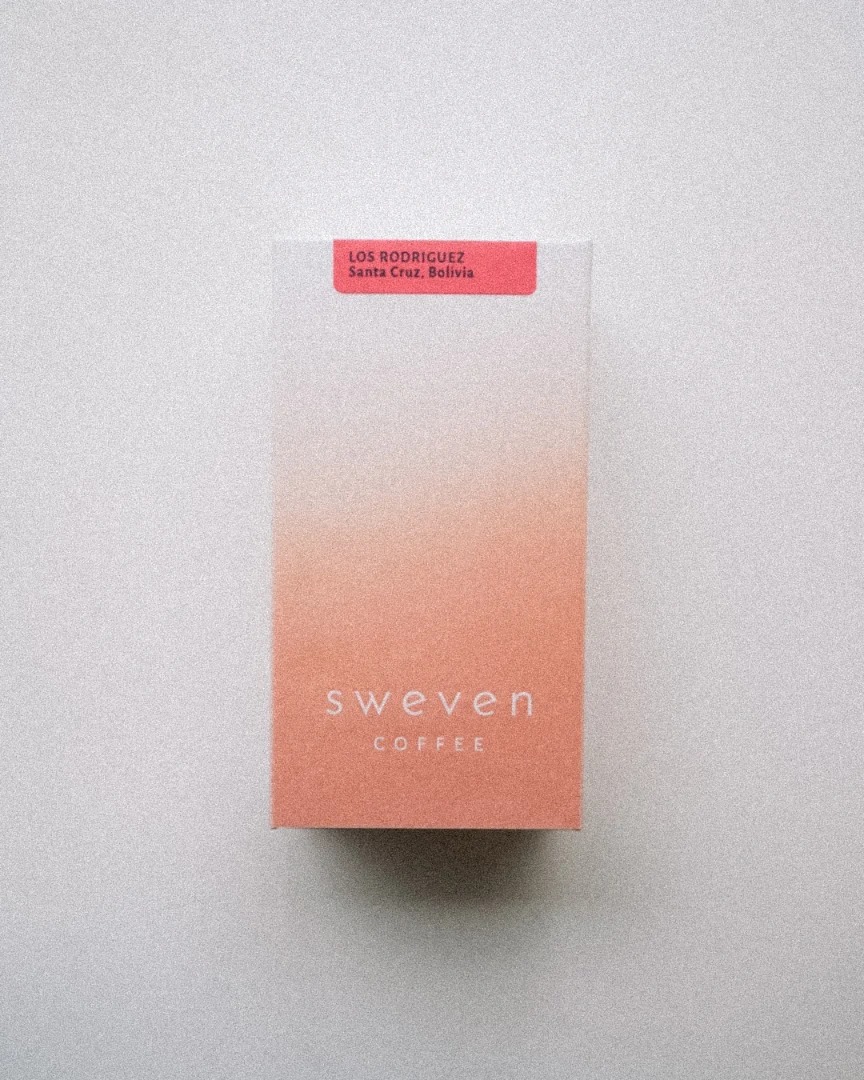 LOS RODRIGUEZ
Santa Cruz, Bolivia
sweven
COFFEE